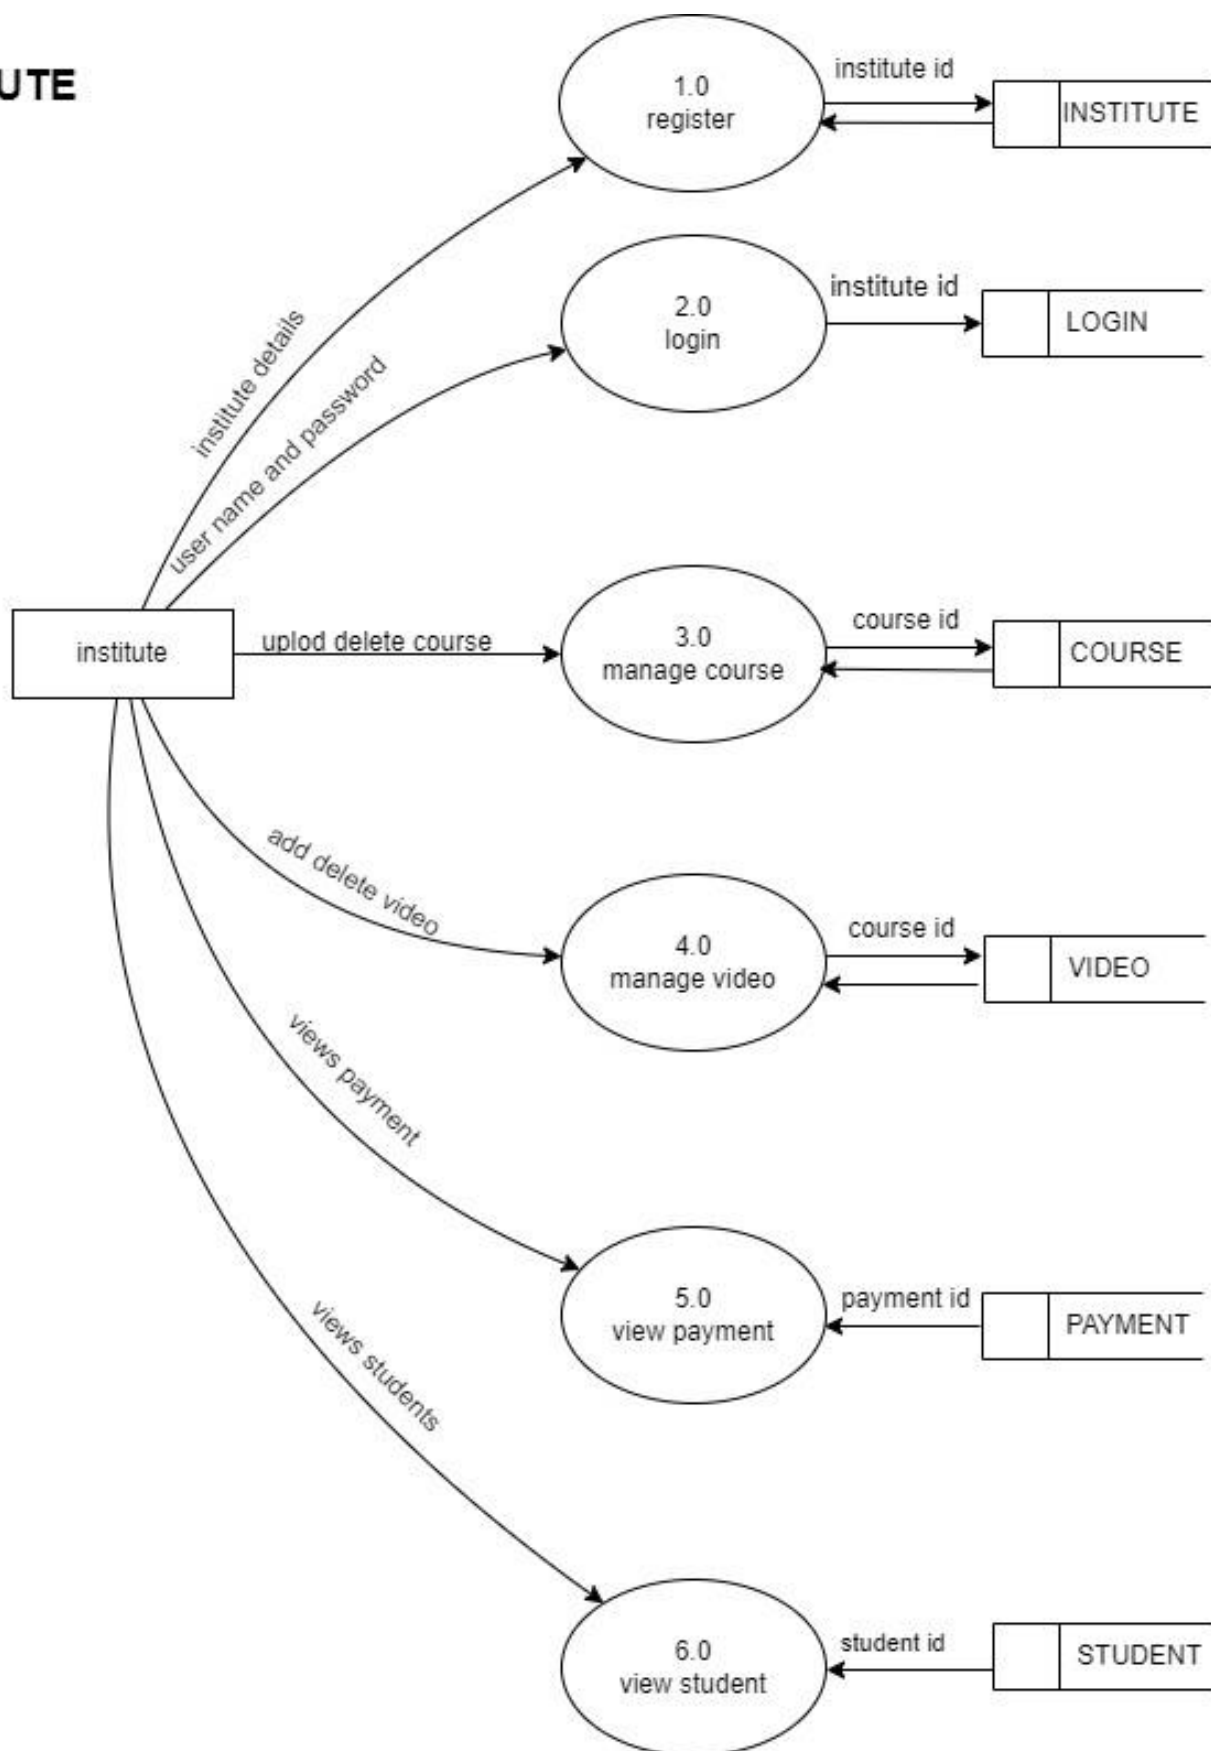 UTE
1.0
register
institute id
INSTITUTE
2.0
login
institute id
LOGIN
institute details
user name and password
institute
uplod delete course
3.0
manage course
course id
COURSE
add delete video
4.0
manage video
course id
VIDEO
views payment
5.0
view payment
payment id
PAYMENT
views students
6.0
view student
student id
STUDENT